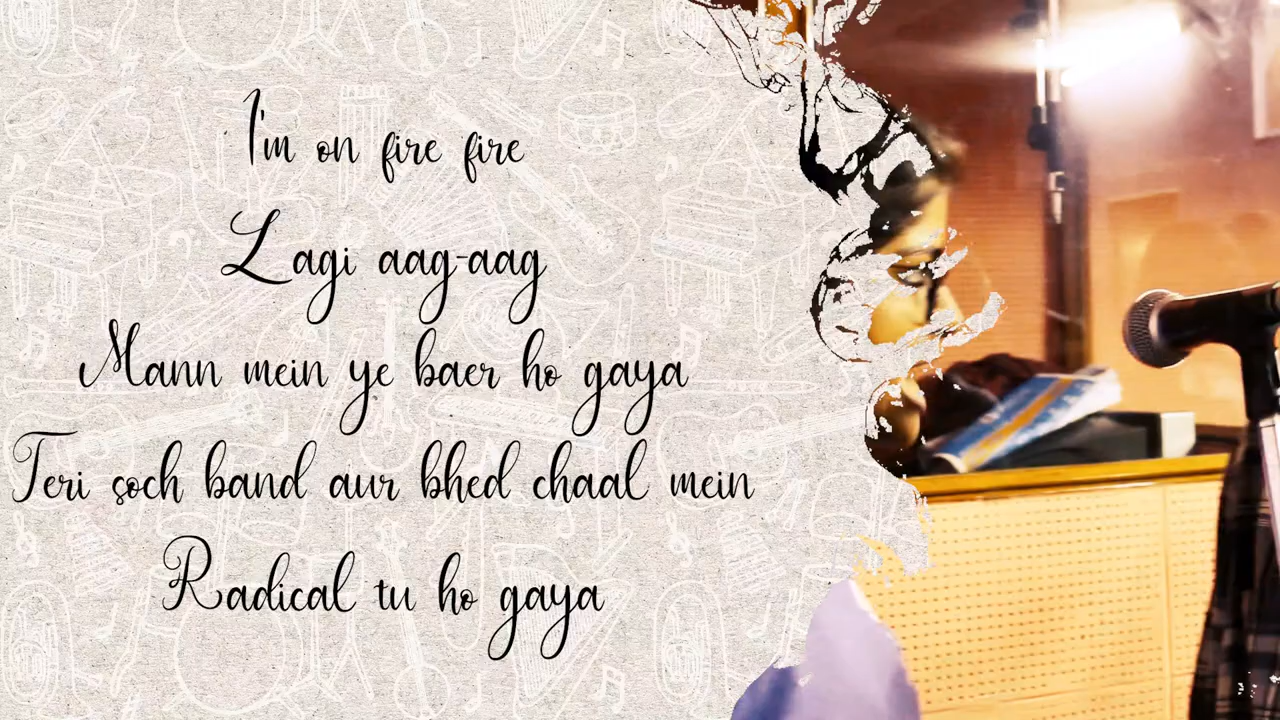 I'm on fire fire
Lagi aag-aag
Mann mein ye baer ho gaya
Teri soch band aur bhed chaal mein
Radical tu ho gaya